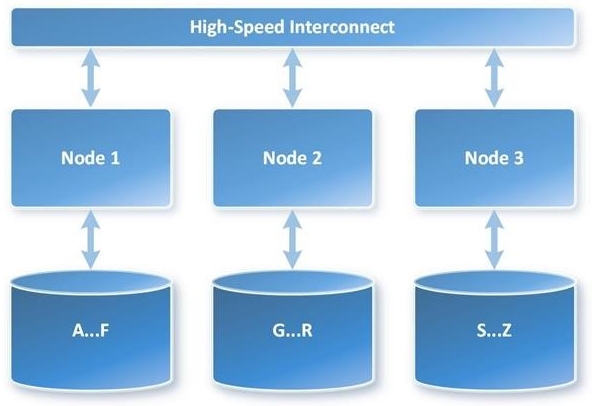 High-Speed Interconnect
Node 1
Node 2
Node 3
A...F
G...R
S...Z